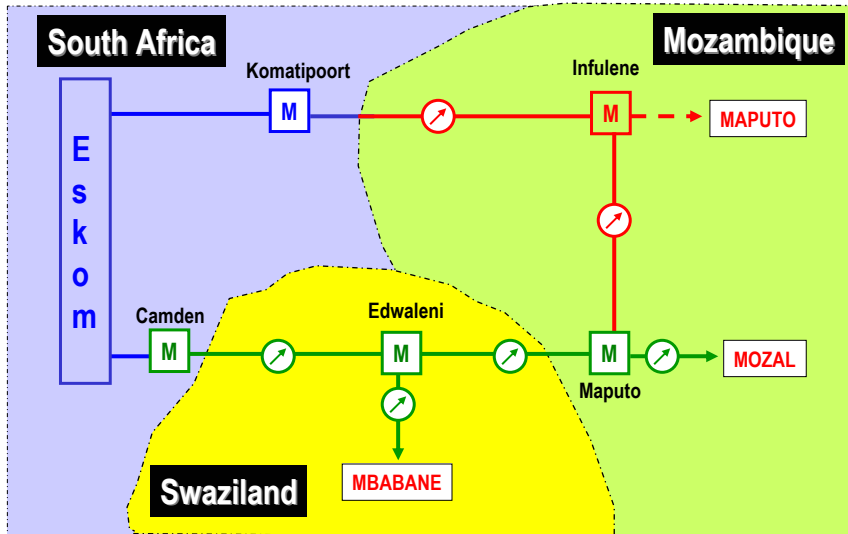 South Africa
Mozambique
Komatipoort
Infulene
M
M
MAPUTO
E
s
k
o
m
Camden
Edwaleni
M
M
M
MOZAL
Maputo
MBABANE
Swaziland